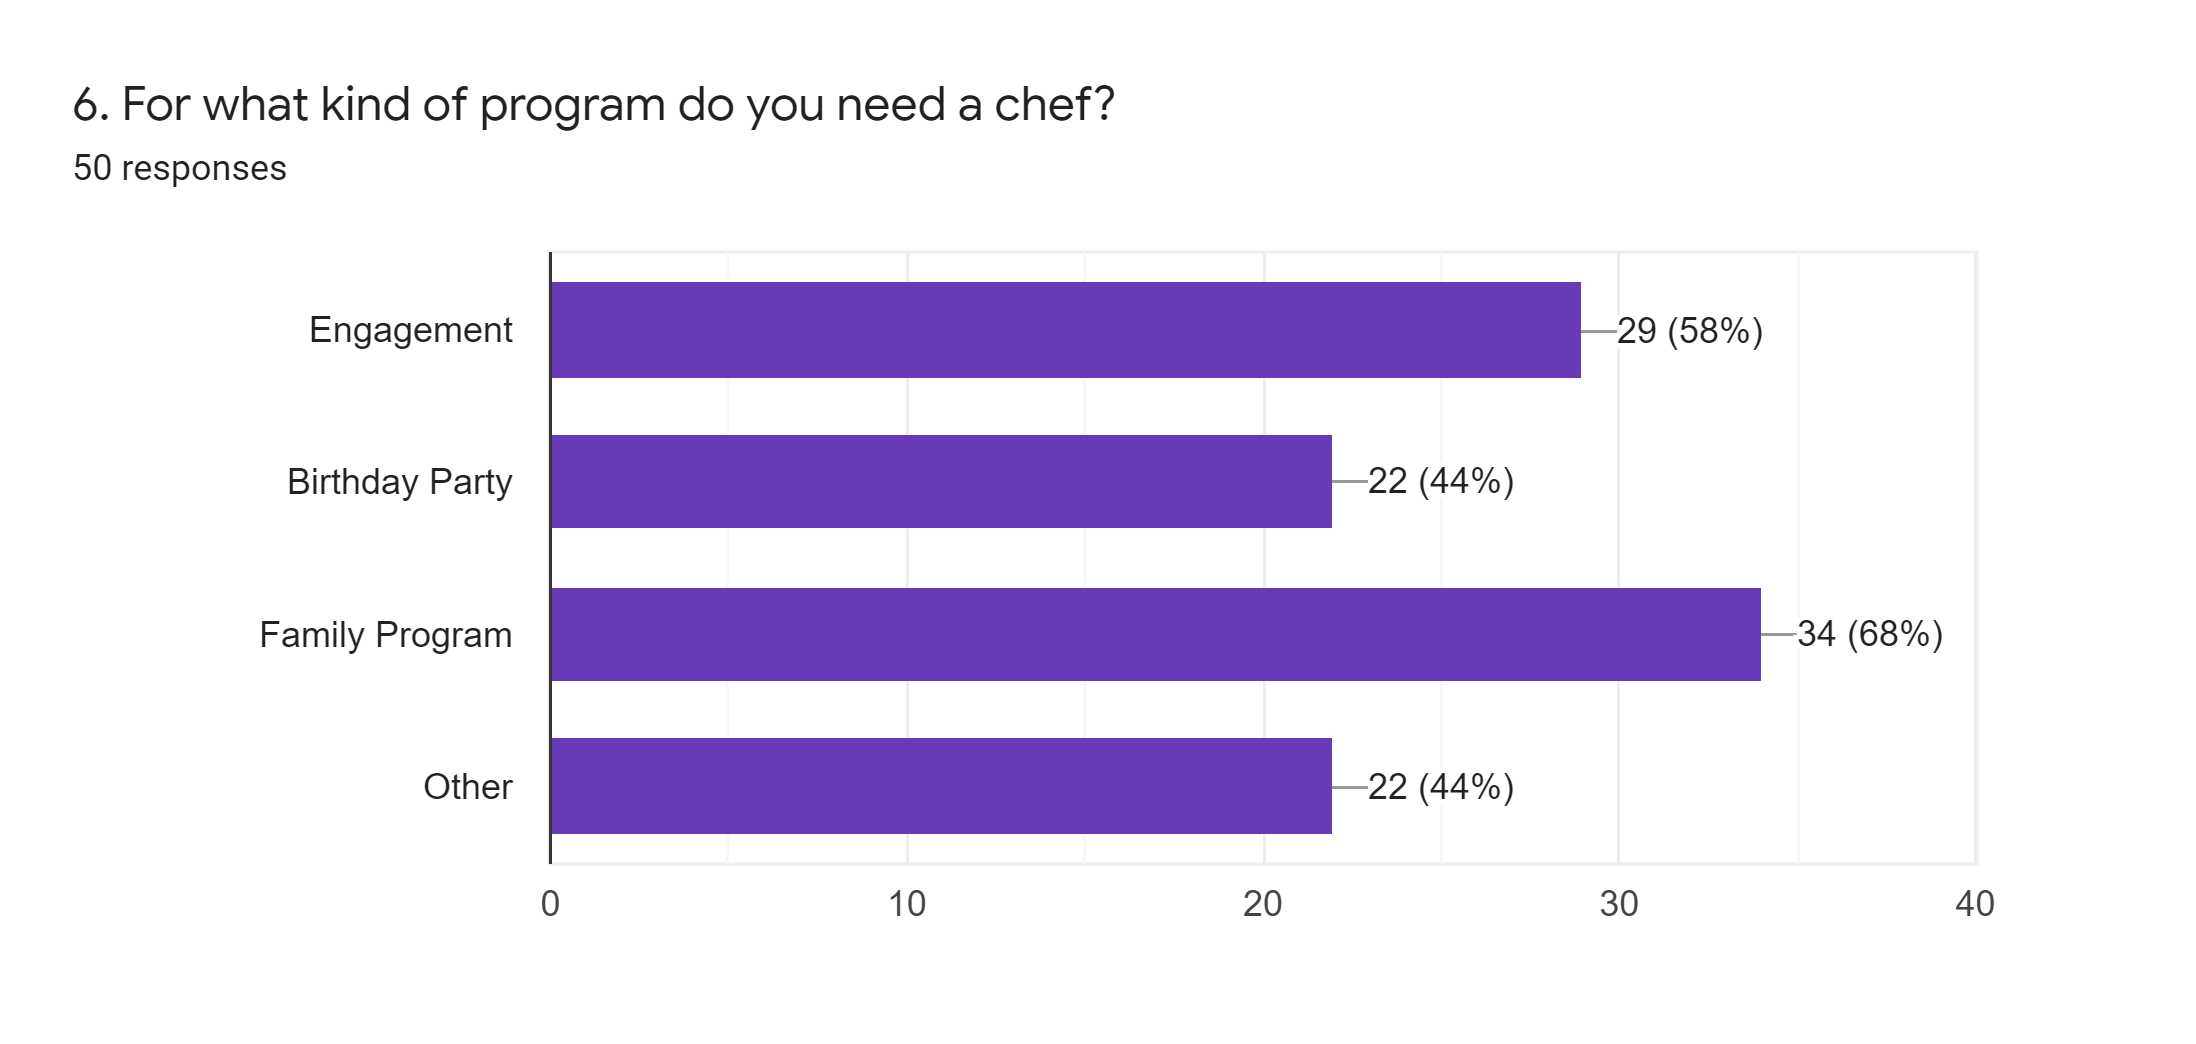 6. For what kind of program do you need a chef?
50 responses
Engagement
29 (58%)
Birthday Party
22 (44%)
Family Program
34 (68%)
Other
22 (44%)
0 10 20 30 40